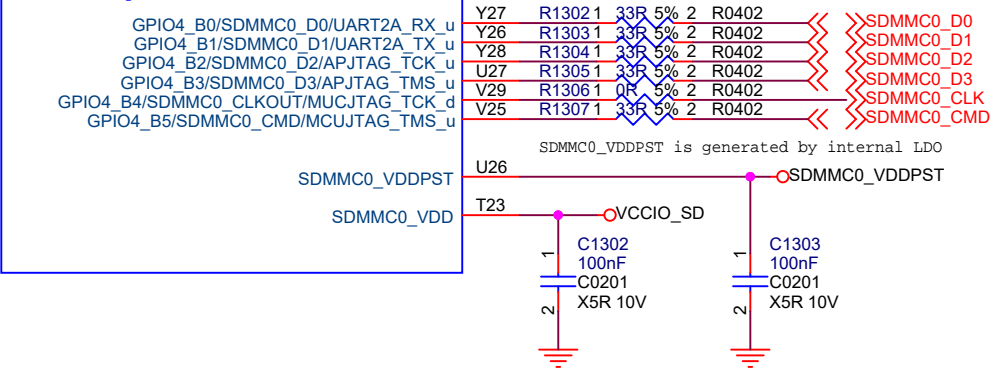 GPIO4_B0/SDMMC0_D0/UART2A_RX_u Y27 R1302 1 33R 5% 2 R0402 SDMMC0_D0
GPIO4_B1/SDMMC0_D1/UART2A_TX_u Y26 R1303 1 33R 5% 2 R0402 SDMMC0_D1
GPIO4_B2/SDMMC0_D2/APJTAG_TCK_u Y28 R1304 1 33R 5% 2 R0402 SDMMC0_D2
GPIO4_B3/SDMMC0_D3/APJTAG_TMS_u U27 R1305 1 33R 5% 2 R0402 SDMMC0_D3
GPIO4_B4/SDMMC0_CLKOUT/MUCJTAG_TCK_d V29 R1306 1 0R 5% 2 R0402 SDMMC0_CLK
GPIO4_B5/SDMMC0_CMD/MCUJTAG_TMS_u V25 R1307 1 33R 5% 2 R0402 SDMMC0_CMD
SDMMC0_VDDPST is generated by internal LDO
SDMMC0_VDDPST U26 SDMMC0_VDDPST
SDMMC0_VDD T23 VCCIO_SD
1 C1302 1 C1303
100nF 100nF
C0201 C0201
2 X5R 10V 2 X5R 10V